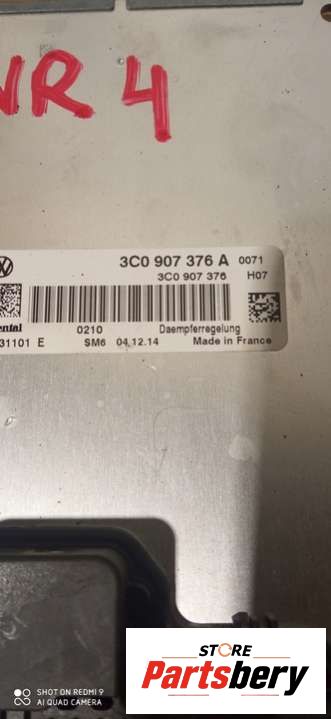 NR 4
3C0 907 376 A 0071
3C0 907 376 H07
0210 Daempferregelung
31101 E SM6 04.12.14 Made in France
SHOT ON REDMI 9
AI QUAD CAMERA
STORE
Partsbery